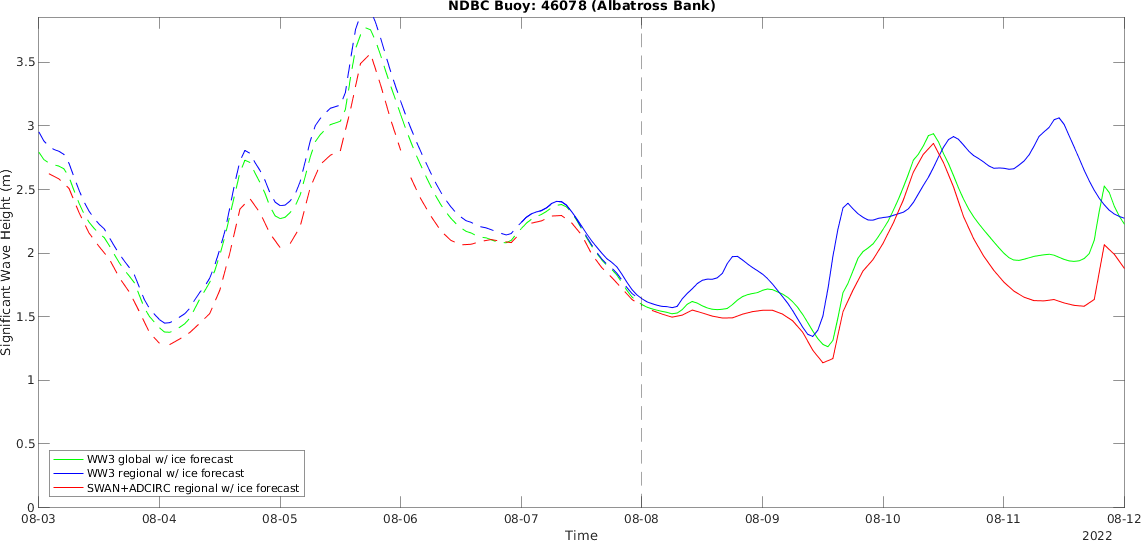 NDBC Buoy: 46078 (Albatross Bank)
Significant Wave Height (m)
3.5
3
2.5
2
1.5
1
0.5
0
WW3 global w/ ice forecast
WW3 regional w/ ice forecast
SWAN+ADCIRC regional w/ ice forecast
08-03 08-04 08-05 08-06 08-07 08-08 08-09 08-10 08-11 08-12
Time
2022